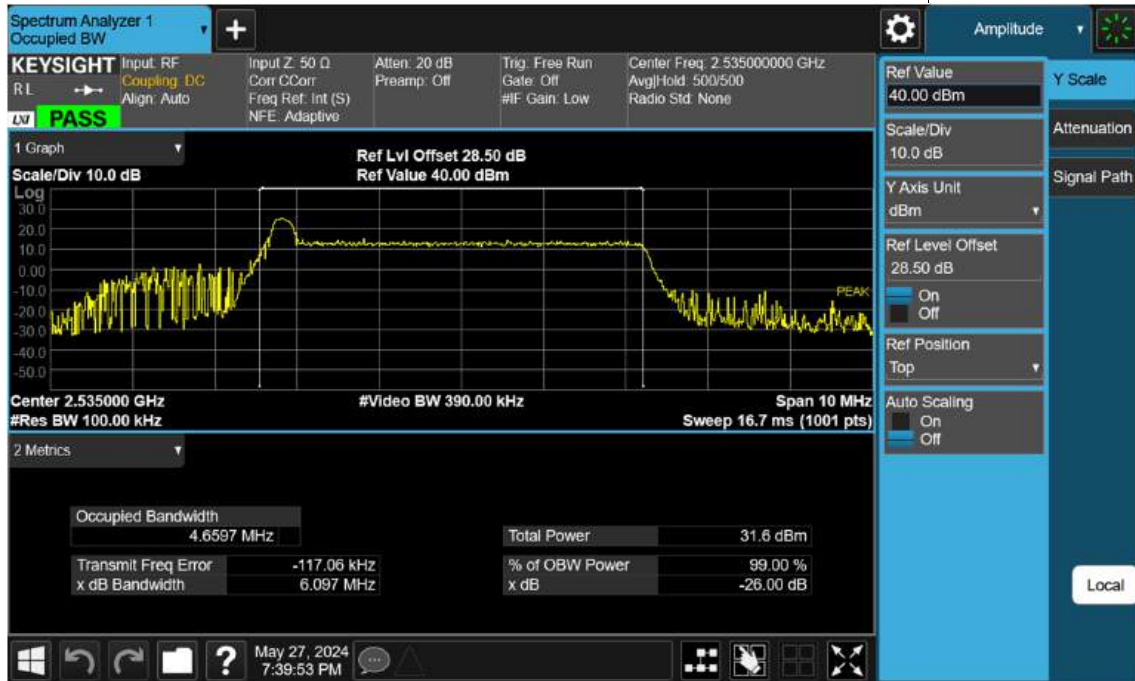 Spectrum Analyzer 1
Occupied BW
+
Amplitude
KEYSIGHT
RL
LXI PASS
Input: RF
Coupling: DC
Align: Auto
Input Z: 50 Ω
Corr CCorr
Freq Ref: Int (S)
NFE: Adaptive
Atten: 20 dB
Preamp: Off
Trig: Free Run
Gate: Off
#IF Gain: Low
Center Freq: 2.535000000 GHz
Avg|Hold: 500/500
Radio Std: None
1 Graph
Scale/Div 10.0 dB
Ref Lvl Offset 28.50 dB
Ref Value 40.00 dBm
Log
30.0
20.0
10.0
0.00
-10.0
-20.0
-30.0
-40.0
-50.0
PEAK
Center 2.535000 GHz
#Res BW 100.00 kHz
#Video BW 390.00 kHz
Span 10 MHz
Sweep 16.7 ms (1001 pts)
2 Metrics
Occupied Bandwidth
4.6597 MHz
Total Power 31.6 dBm
Transmit Freq Error -117.06 kHz
% of OBW Power 99.00 %
x dB Bandwidth 6.097 MHz
x dB -26.00 dB
Ref Value
40.00 dBm
Scale/Div
10.0 dB
Y Axis Unit
dBm
Ref Level Offset
28.50 dB
On
Off
Ref Position
Top
Auto Scaling
On
Off
Y Scale
Attenuation
Signal Path
Local
?
May 27, 2024
7:39:53 PM